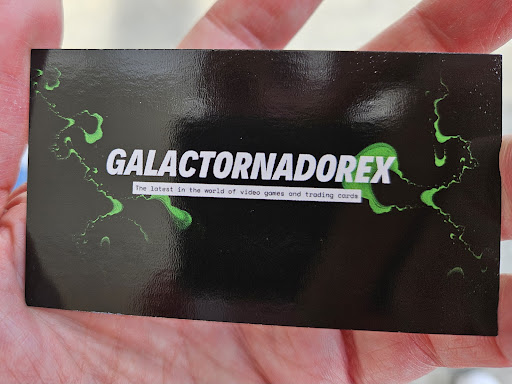 GALACTORNADOREX
The latest in the world of video games and trading cards